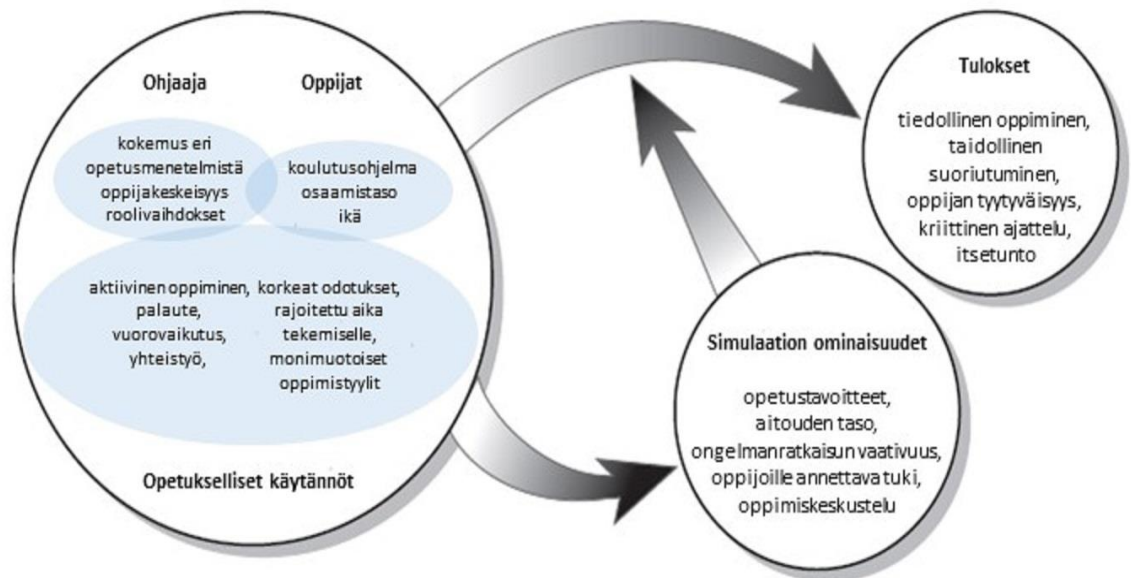 Ohjaaja
Oppijat
kokemus eri
opetusmenetelmistä
oppijakeskeisyys
roolivaihdokset
koulutusohjelma
osaamistaso
ikä
aktiivinen oppiminen,
palaute,
vuorovaikutus,
yhteistyö,
korkeat odotukset,
rajoitettu aika
tekemiselle,
monimuotoiset
oppimistyylit
Opetukselliset käytännöt
Tulokset
tiedollinen oppiminen,
taidollinen
suoriutuminen,
oppijan tyytyväisyys,
kriittinen ajattelu,
itsetunto
Simulaation ominaisuudet
opetustavoitteet,
aitouden taso,
ongelmanratkaisun vaativuus,
oppijoille annettava tuki,
oppimiskeskustelu